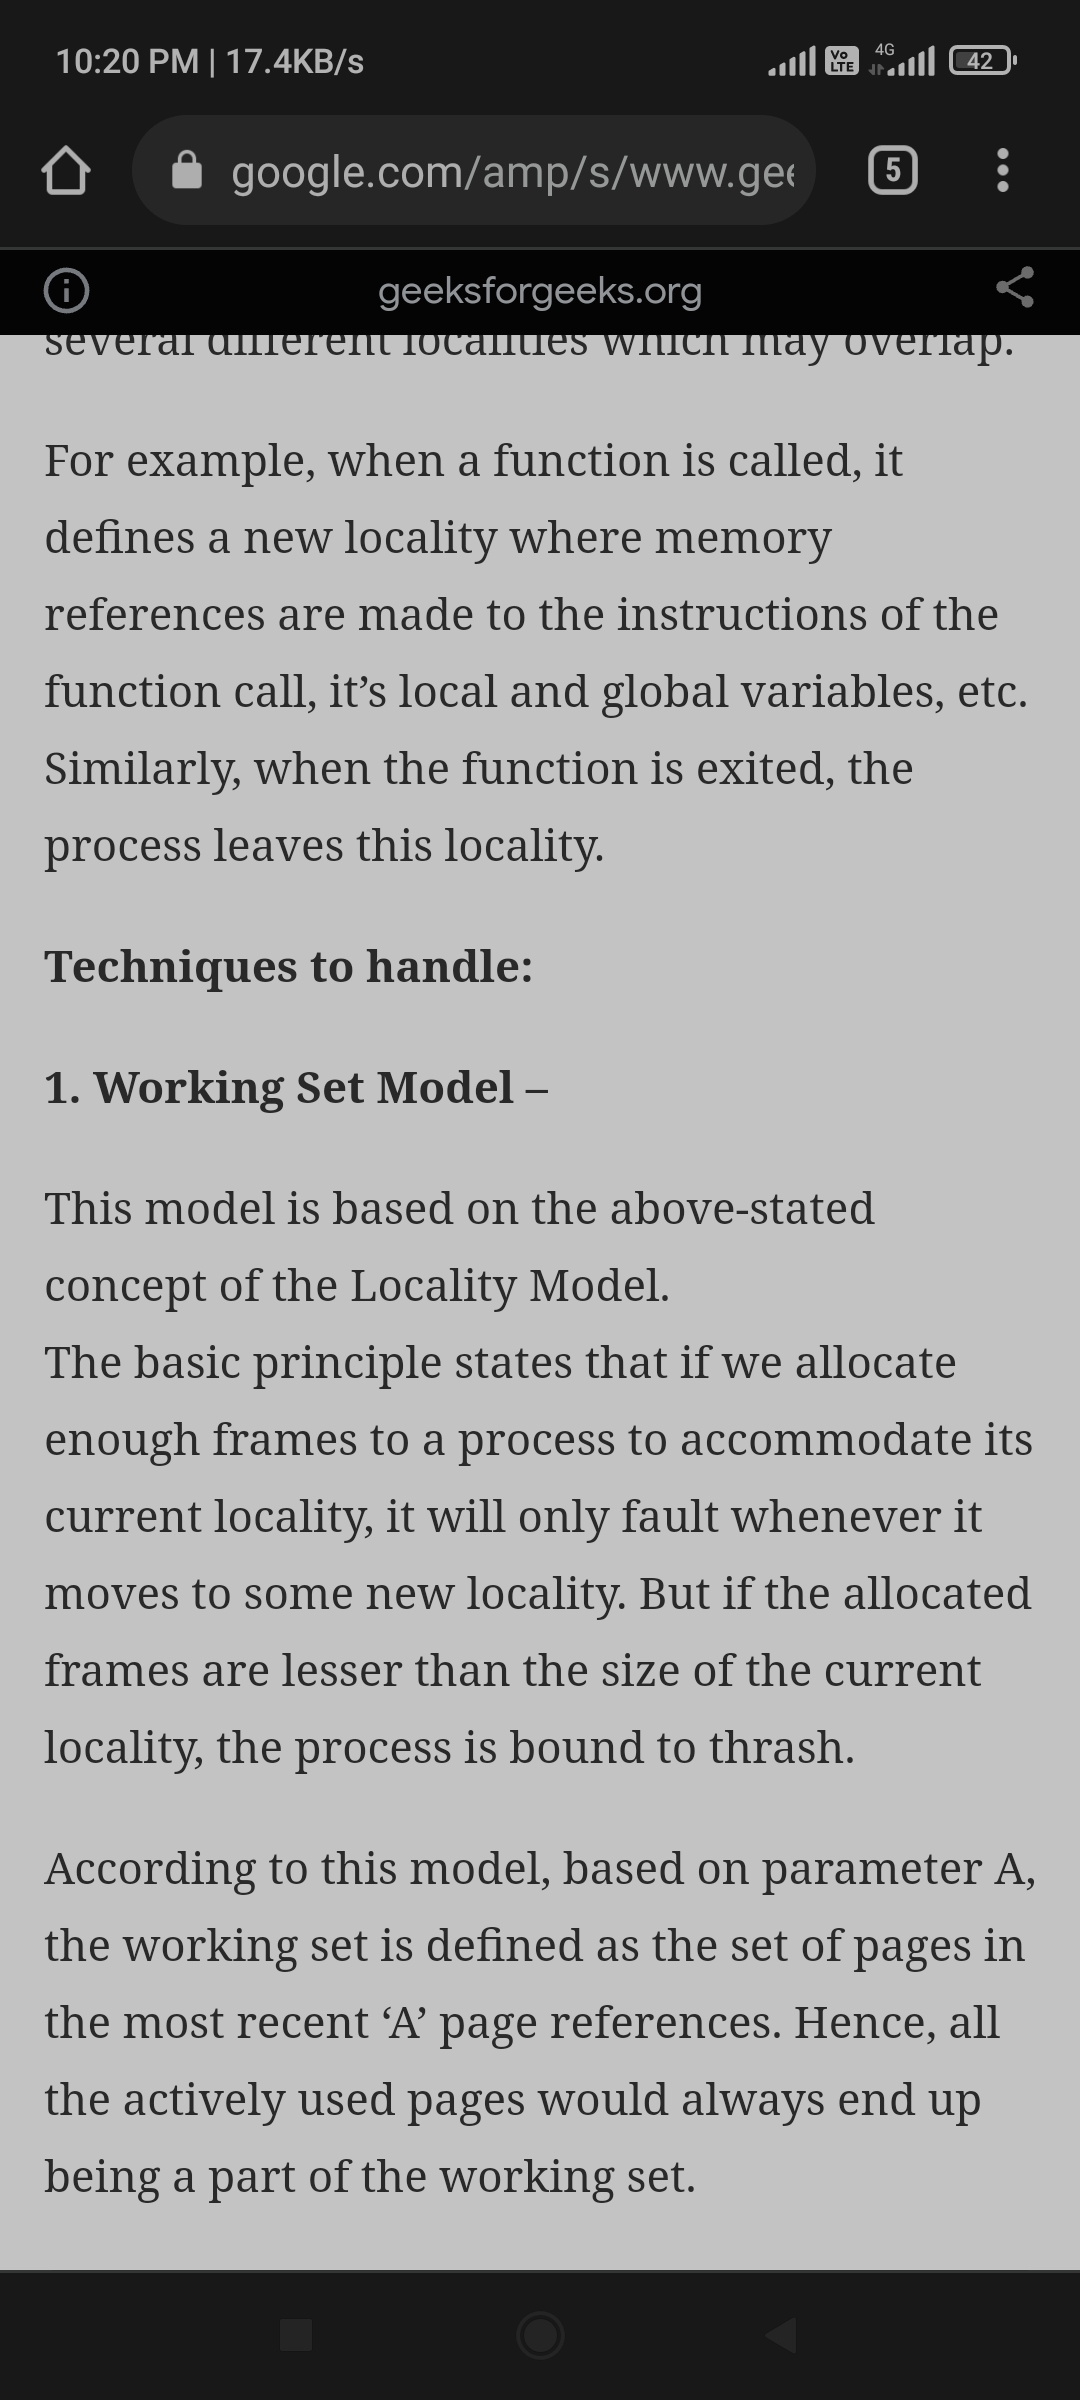 10:20 PM | 17.4KB/s
Vo LTE 4G 42
google.com/amp/s/www.gee
5
geeksforgeeks.org
several different localities which may overlap.
For example, when a function is called, it
defines a new locality where memory
references are made to the instructions of the
function call, it’s local and global variables, etc.
Similarly, when the function is exited, the
process leaves this locality.
Techniques to handle:
1. Working Set Model –
This model is based on the above-stated
concept of the Locality Model.
The basic principle states that if we allocate
enough frames to a process to accommodate its
current locality, it will only fault whenever it
moves to some new locality. But if the allocated
frames are lesser than the size of the current
locality, the process is bound to thrash.
According to this model, based on parameter A,
the working set is defined as the set of pages in
the most recent ‘A’ page references. Hence, all
the actively used pages would always end up
being a part of the working set.